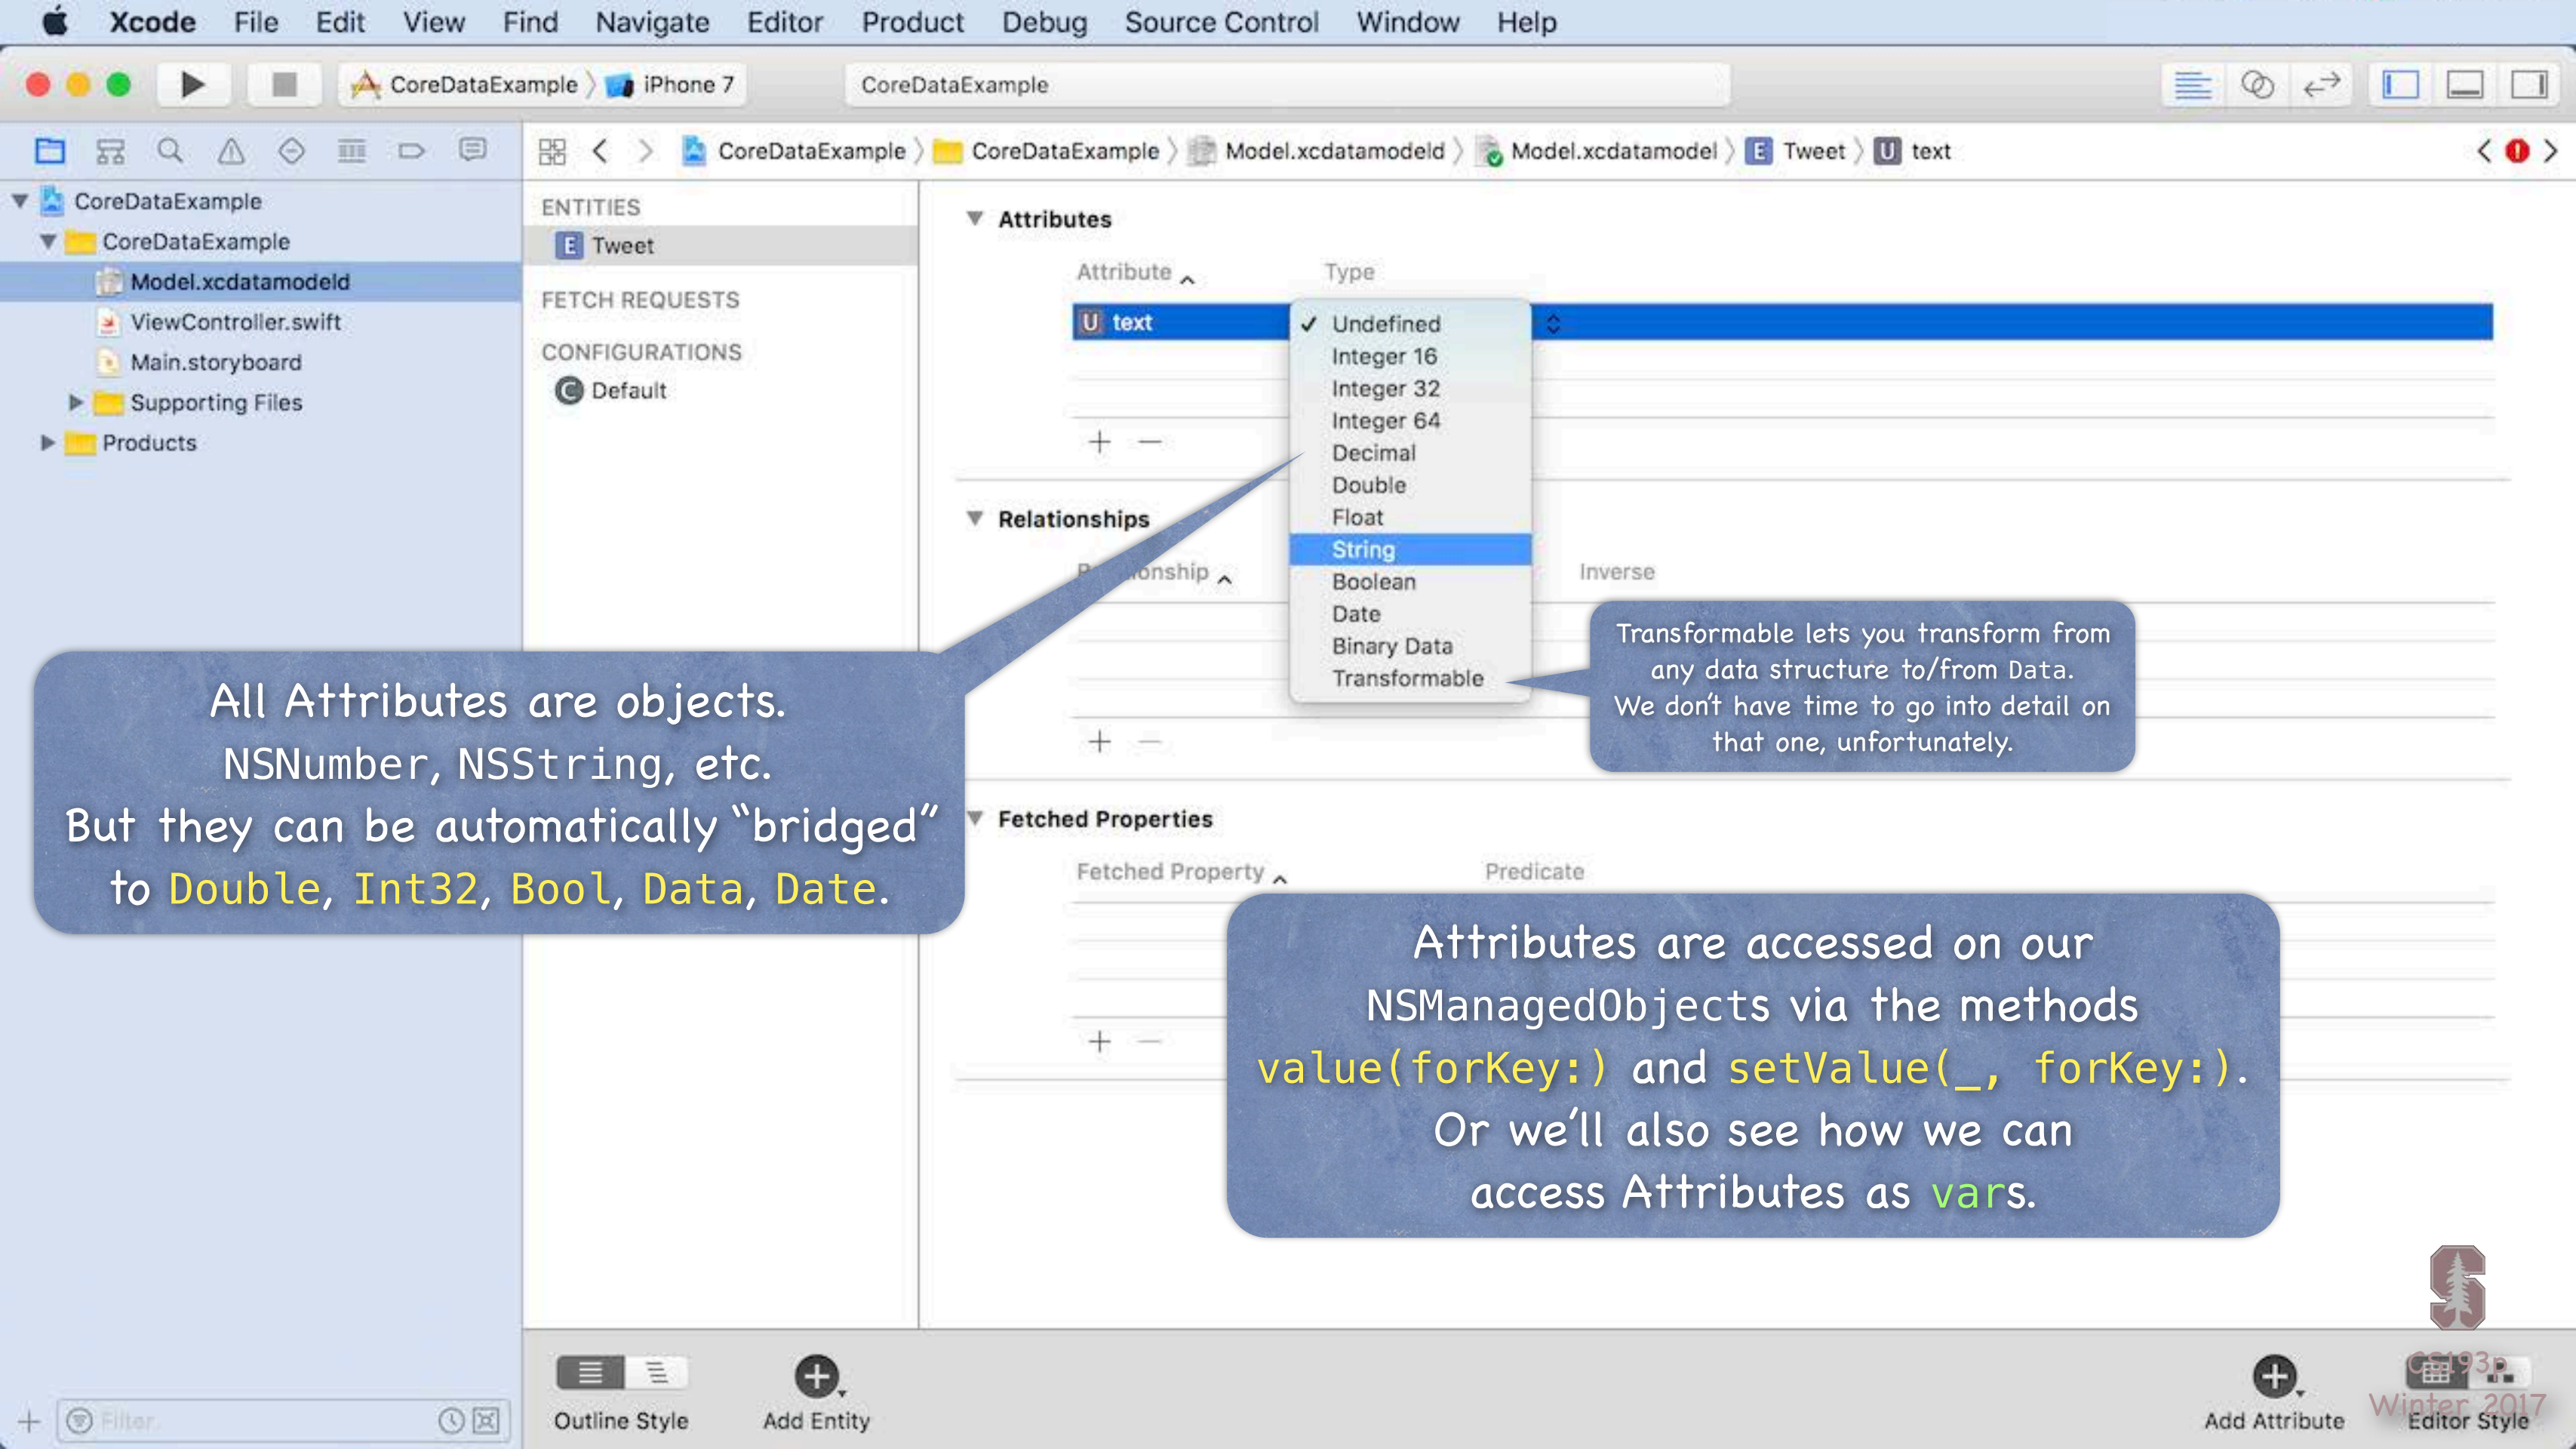 Xcode File Edit View Find Navigate Editor Product Debug Source Control Window Help
CoreDataExample iPhone 7
CoreDataExample
CoreDataExample CoreDataExample Model.xcdatamodeld Model.xcdatamodel E Tweet U text
CoreDataExample
CoreDataExample
Model.xcdatamodeld
ViewController.swift
Main.storyboard
Supporting Files
Products
ENTITIES
E Tweet
FETCH REQUESTS
CONFIGURATIONS
C Default
Attributes
Attribute Type
U text
✓ Undefined
Integer 16
Integer 32
Integer 64
Decimal
Double
Float
String
Boolean
Date
Binary Data
Transformable
+ −
Relationships
Inverse
+ −
Transformable lets you transform from
any data structure to/from Data.
We don't have time to go into detail on
that one, unfortunately.
All Attributes are objects.
NSNumber, NSString, etc.
But they can be automatically “bridged”
to Double, Int32, Bool, Data, Date.
Fetched Properties
Fetched Property Predicate
+ −
Attributes are accessed on our
NSManagedObjects via the methods
value(forKey:) and setValue(_, forKey:).
Or we'll also see how we can
access Attributes as vars.
Filter
Outline Style
Add Entity
Add Attribute
Editor Style
CS193p
Winter 2017